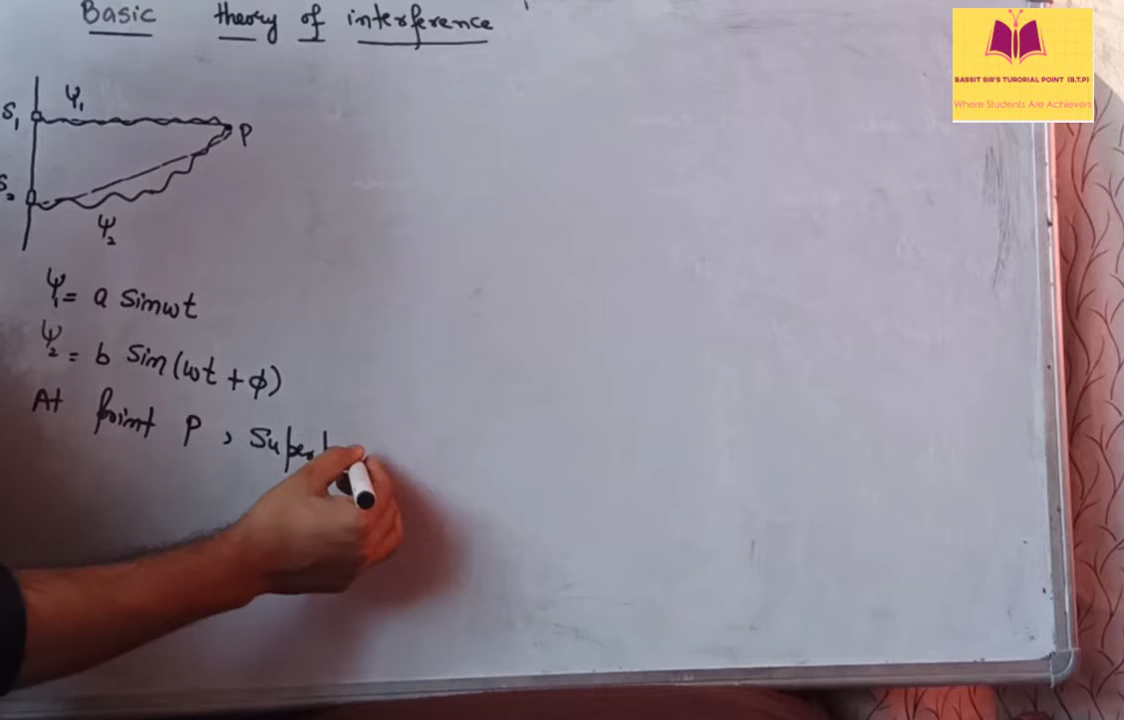 Basic theory of interference
BASSIT SIR'S TURORIAL POINT (B.T.P)
Where Students Are Achievers
S₁
Ψ₁
P
S₂
Ψ₂
Ψ₁ = a Sinωt
Ψ₂ = b Sin(ωt + φ)
At Point P, Super